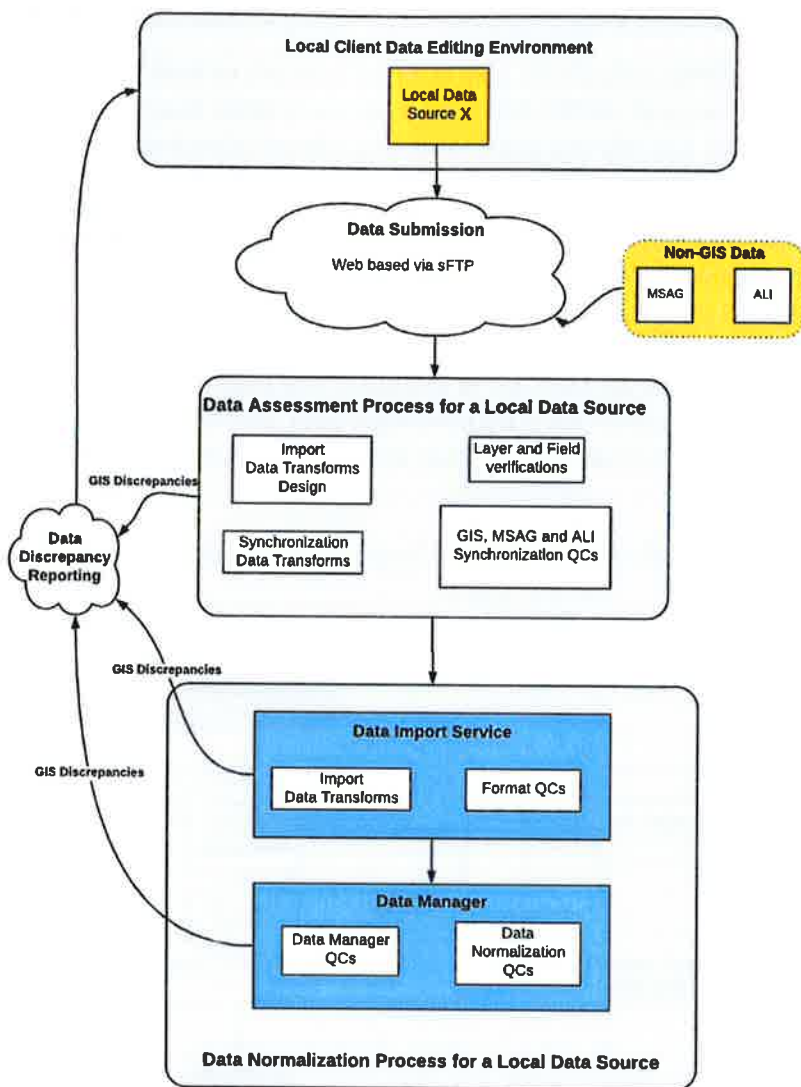 Local Client Data Editing Environment
Local Data
Source X
Data Submission
Web based via sFTP
Non-GIS Data
MSAG
ALI
Data Assessment Process for a Local Data Source
Import
Data Transforms
Design
Layer and Field
verifications
GIS Discrepancies
Synchronization
Data Transforms
GIS, MSAG and ALI
Synchronization QCs
Data
Discrepancy
Reporting
GIS Discrepancies
Data Import Service
GIS Discrepancies
Import
Data Transforms
Format QCs
Data Manager
Data Manager
QCs
Data
Normalization
QCs
Data Normalization Process for a Local Data Source